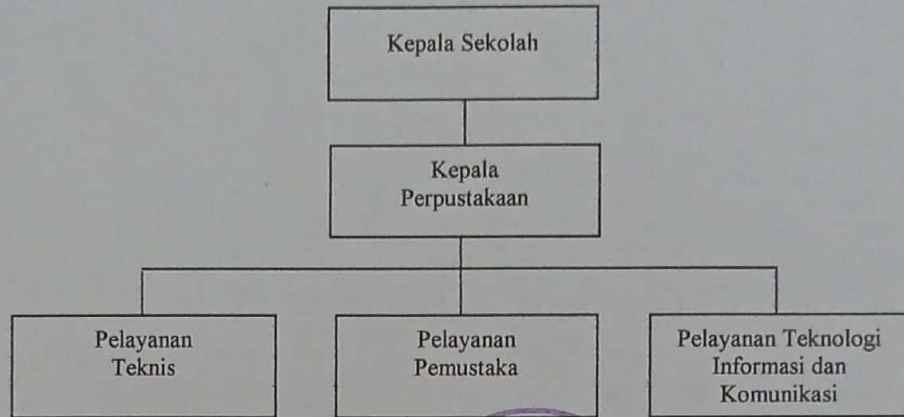 Kepala Sekolah
Kepala
Perpustakaan
Pelayanan
Teknis
Pelayanan
Pemustaka
Pelayanan Teknologi
Informasi dan
Komunikasi